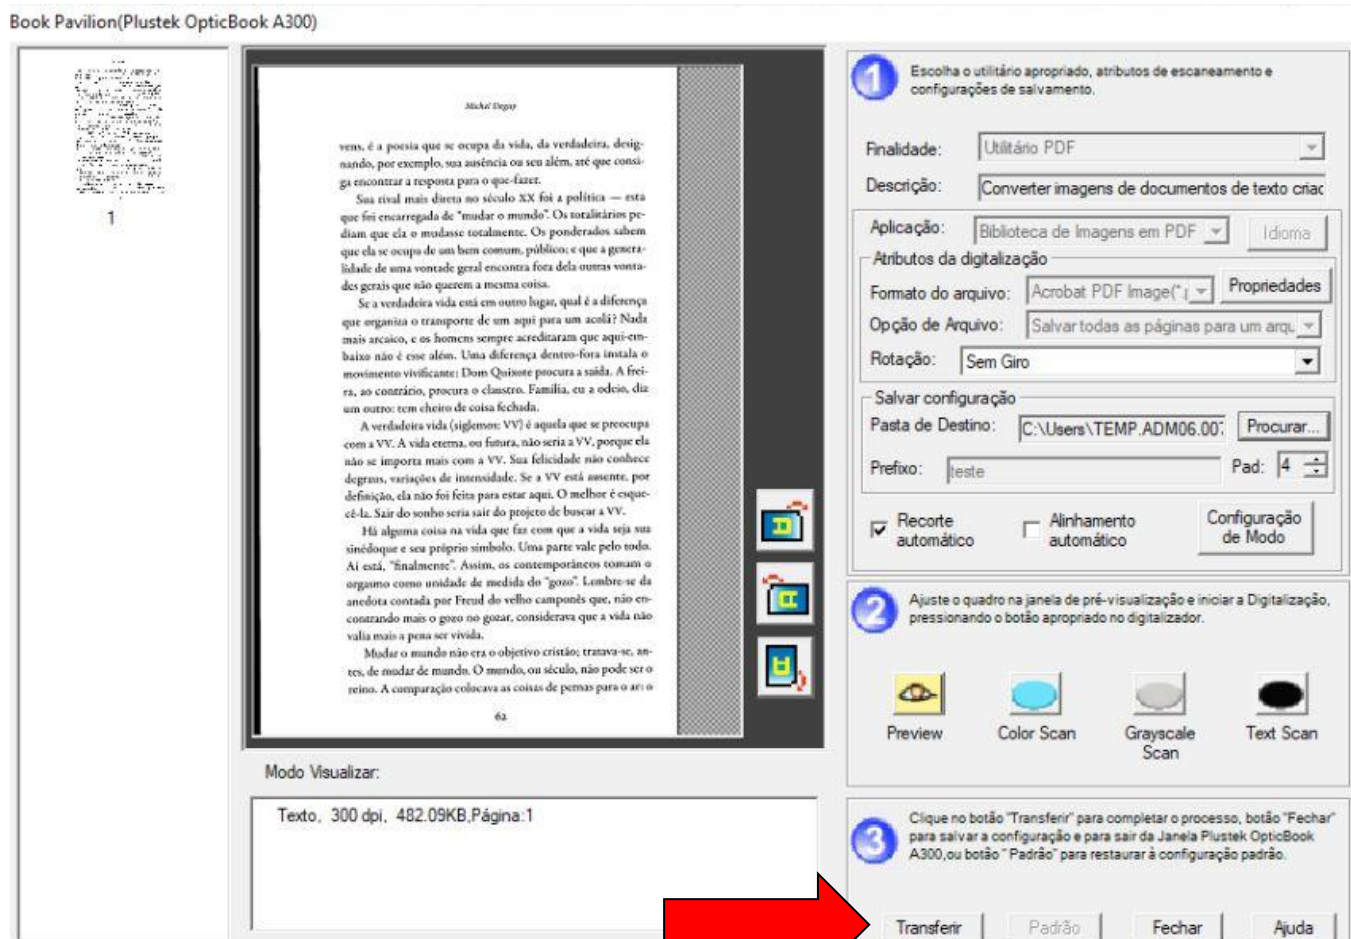 Book Pavilion(Plustek OpticBook A300)
1
Michel Deguy
vens, é a poesia que se ocupa da vida, da verdadeira, desig-
nando, por exemplo, sua ausência ou seu além, até que consi-
ga encontrar a resposta para o que-fazer.
Sua rival mais direta no século XX foi a política — esta
que foi encarregada de "mudar o mundo". Os totalitários pe-
diam que ela o mudasse totalmente. Os ponderados sabem
que ela se ocupa de um bem comum, público; e que a genera-
lidade de uma vontade geral encontra fora dela outras vonta-
des gerais que não querem a mesma coisa.
Se a verdadeira vida está em outro lugar, qual é a diferença
que organiza o transporte de um aqui para um acolá? Nada
mais arcaico, e os homens sempre acreditaram que aqui-em-
baixo não é esse além. Uma diferença dentro-fora instala o
movimento vivificante: Dom Quixote procura a saída. A frei-
ra, ao contrário, procura o claustro. Família, eu a odeio, diz
um outro: tem cheiro de coisa fechada.
A verdadeira vida (siglemos: VV) é aquela que se preocupa
com a VV. A vida eterna, ou futura, não seria a VV, porque ela
não se importa mais com a VV. Sua felicidade não conhece
degraus, variações de intensidade. Se a VV está ausente, por
definição, ela não foi feita para estar aqui. O melhor é esque-
cê-la. Sair do sonho seria sair do projeto de buscar a VV.
Há alguma coisa na vida que faz com que a vida seja sua
sinédoque e seu próprio símbolo. Uma parte vale pelo todo.
Aí está, "finalmente". Assim, os contemporâneos tomam o
orgasmo como unidade de medida do "gozo". Lembre-se da
anedota contada por Freud do velho camponês que, não en-
contrando mais o gozo no gozar, considerava que a vida não
valia mais a pena ser vivida.
Mudar o mundo não era o objetivo cristão; tratava-se, an-
tes, de mudar de mundo. O mundo, ou século, não pode ser o
reino. A comparação colocava as coisas de pernas para o ar: o
62
Modo Visualizar:
Texto, 300 dpi, 482.09KB,Página:1
1
Escolha o utilitário apropriado, atributos de escaneamento e
configurações de salvamento.
Finalidade: Utilitário PDF
Descrição: Converter imagens de documentos de texto criac
Aplicação: Biblioteca de Imagens em PDF Idioma
Atributos da digitalização
Formato do arquivo: Acrobat PDF Image(*.p Propriedades
Opção de Arquivo: Salvar todas as páginas para um arqu
Rotação: Sem Giro
Salvar configuração
Pasta de Destino: C:\Users\TEMP.ADM06.007 Procurar...
Prefixo: teste Pad: 4
Recorte
automático
Alinhamento
automático
Configuração
de Modo
2
Ajuste o quadro na janela de pré-visualização e iniciar a Digitalização,
pressionando o botão apropriado no digitalizador.
Preview
Color Scan
Grayscale
Scan
Text Scan
3
Clique no botão "Transferir" para completar o processo, botão "Fechar"
para salvar a configuração e para sair da Janela Plustek OpticBook
A300,ou botão " Padrão" para restaurar à configuração padrão.
Transferir Padrão Fechar Ajuda